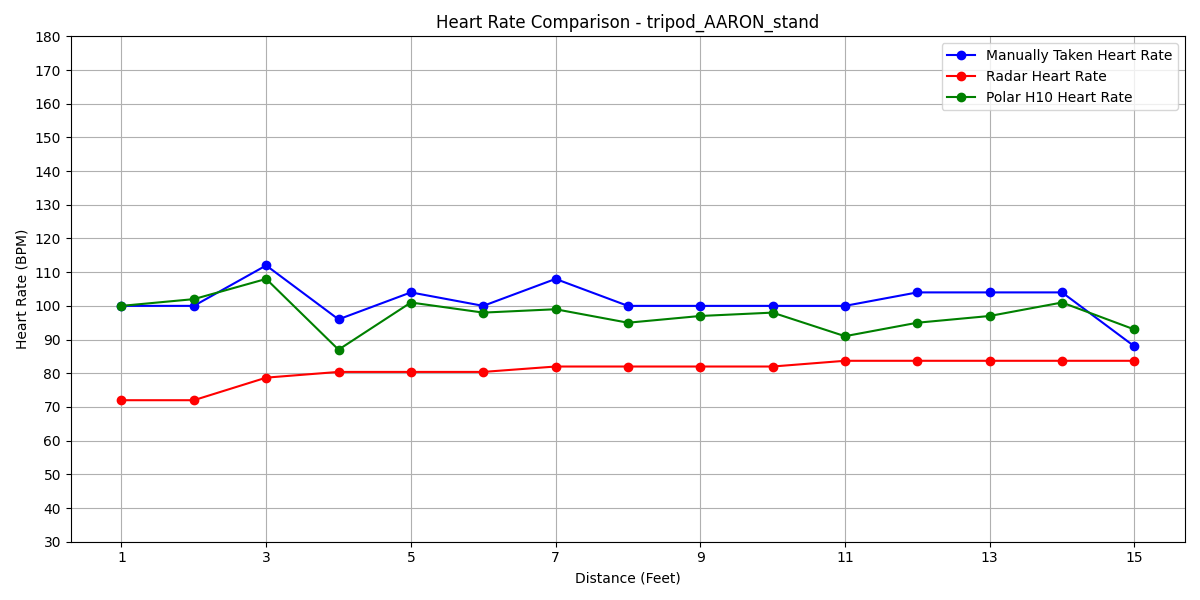 Heart Rate Comparison - tripod_AARON_stand
Manually Taken Heart Rate
Radar Heart Rate
Polar H10 Heart Rate
Heart Rate (BPM)
180
170
160
150
140
130
120
110
100
90
80
70
60
50
40
30
1 3 5 7 9 11 13 15
Distance (Feet)